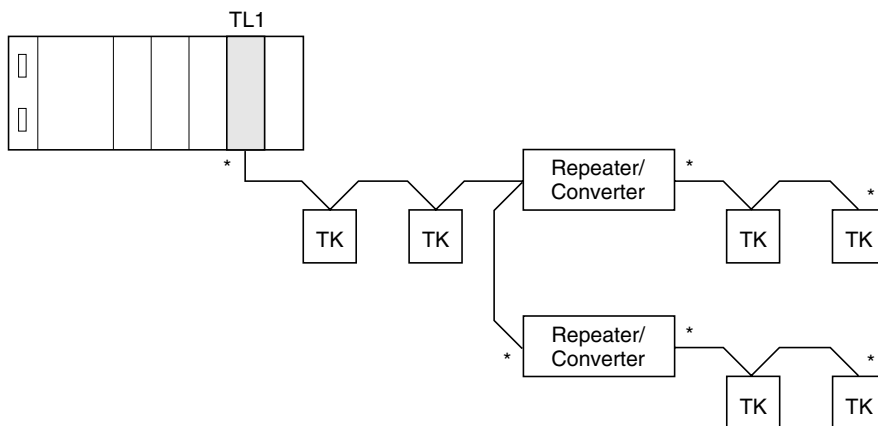 TL1
*
Repeater/
Converter
*
*
TK
TK
TK
TK
Repeater/
Converter
*
*
*
TK
TK